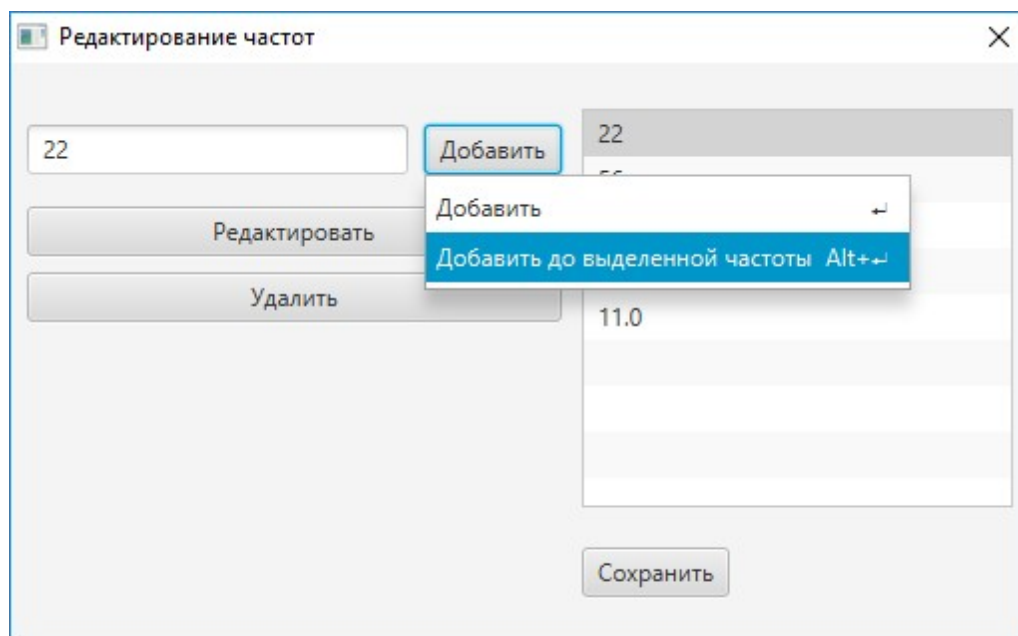 Редактирование частот
22
Добавить
22
Добавить ↵
Редактировать
Добавить до выделенной частоты Alt+↵
Удалить
11.0
Сохранить